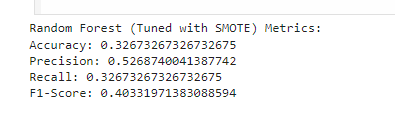 Random Forest (Tuned with SMOTE) Metrics:
Accuracy: 0.32673267326732675
Precision: 0.5268740041387742
Recall: 0.32673267326732675
F1-Score: 0.40331971383088594